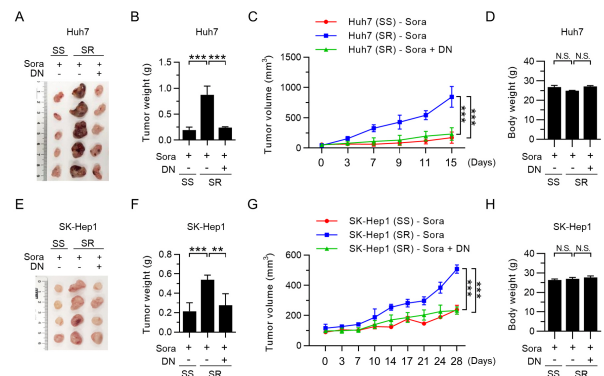 A
Huh7
SS SR
Sora + + +
DN - - +
B
Huh7
Tumor weight (g)
1.5
1.0
0.5
0.0
*** ***
Sora + + +
DN - - +
SS SR
C
Huh7 (SS) - Sora
Huh7 (SR) - Sora
Huh7 (SR) - Sora + DN
Tumor volume (mm³)
1500
1000
500
0
0 3 7 9 11 15 (Days)
***
***
D
Huh7
Body weight (g)
40
30
20
10
0
N.S. N.S.
Sora + + +
DN - - +
SS SR
E
SK-Hep1
SS SR
Sora + + +
DN - - +
F
SK-Hep1
Tumor weight (g)
0.8
0.6
0.4
0.2
0.0
*** **
Sora + + +
DN - - +
SS SR
G
SK-Hep1 (SS) - Sora
SK-Hep1 (SR) - Sora
SK-Hep1 (SR) - Sora + DN
Tumor volume (mm³)
600
400
200
0
0 3 7 10 14 17 21 24 28 (Days)
***
***
H
SK-Hep1
Body weight (g)
40
30
20
10
0
N.S. N.S.
Sora + + +
DN - - +
SS SR